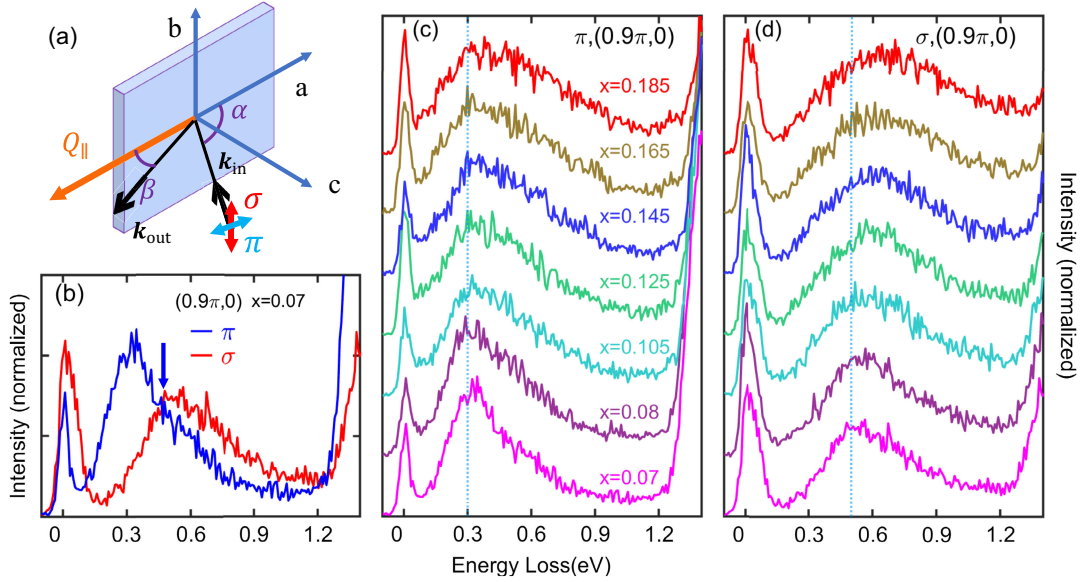 (a)
b
a
α
Q∥
β
k_in
c
σ
π
k_out
(b)
(0.9π,0) x=0.07
π
σ
Intensity (normalized)
0 0.3 0.6 0.9 1.2
(c)
π,(0.9π,0)
x=0.185
x=0.165
x=0.145
x=0.125
x=0.105
x=0.08
x=0.07
0 0.3 0.6 0.9 1.2
(d)
σ,(0.9π,0)
0 0.3 0.6 0.9 1.2
Intensity (normalized)
Energy Loss(eV)